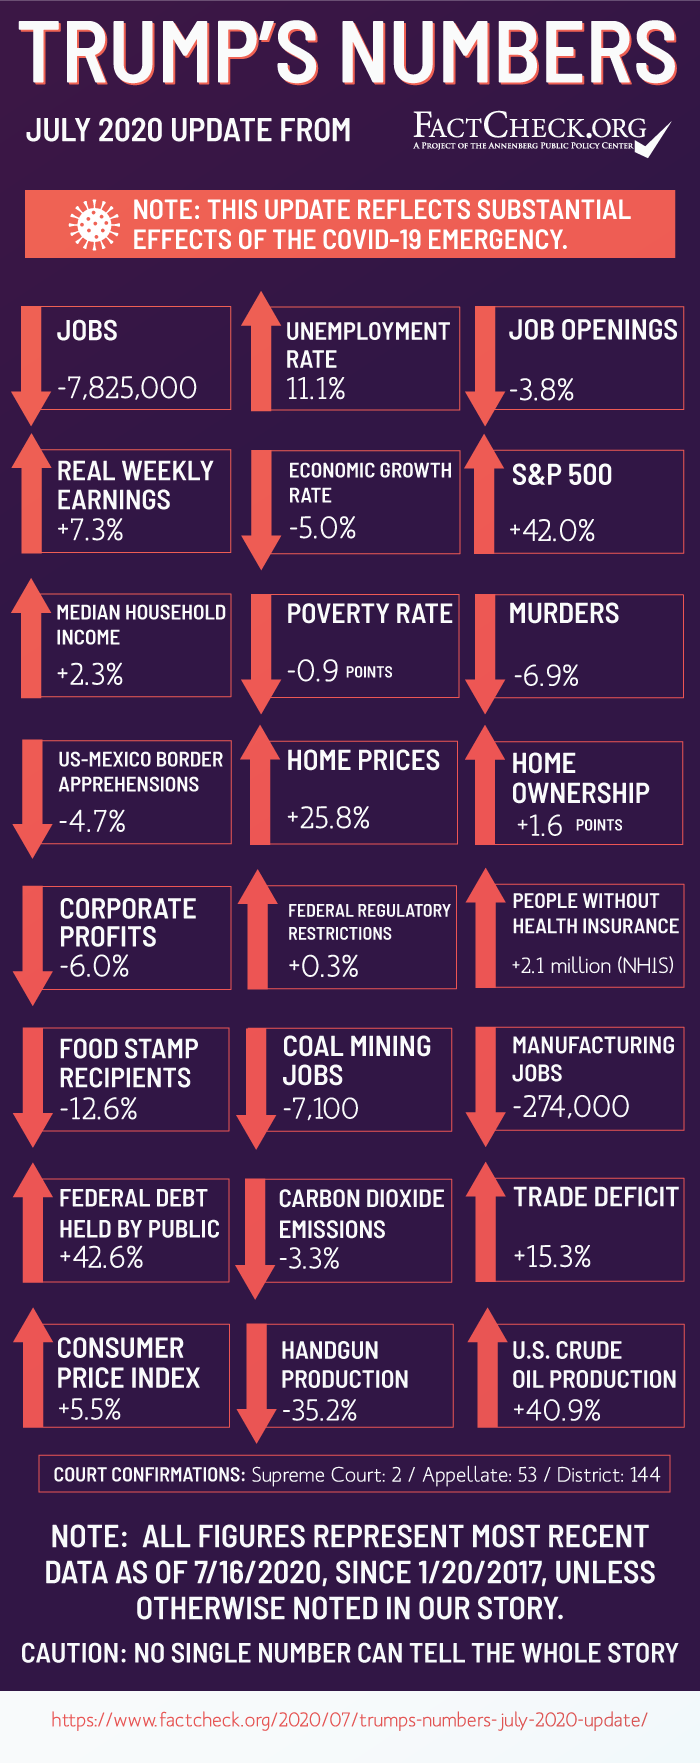 TRUMP'S NUMBERS
JULY 2020 UPDATE FROM
FACTCHECK.ORG
A PROJECT OF THE ANNENBERG PUBLIC POLICY CENTER
NOTE: THIS UPDATE REFLECTS SUBSTANTIAL
EFFECTS OF THE COVID-19 EMERGENCY.
JOBS
-7,825,000
UNEMPLOYMENT
RATE
11.1%
JOB OPENINGS
-3.8%
REAL WEEKLY
EARNINGS
+7.3%
ECONOMIC GROWTH
RATE
-5.0%
S&P 500
+42.0%
MEDIAN HOUSEHOLD
INCOME
+2.3%
POVERTY RATE
-0.9 POINTS
MURDERS
-6.9%
US-MEXICO BORDER
APPREHENSIONS
-4.7%
HOME PRICES
+25.8%
HOME
OWNERSHIP
+1.6 POINTS
CORPORATE
PROFITS
-6.0%
FEDERAL REGULATORY
RESTRICTIONS
+0.3%
PEOPLE WITHOUT
HEALTH INSURANCE
+2.1 million (NHIS)
FOOD STAMP
RECIPIENTS
-12.6%
COAL MINING
JOBS
-7,100
MANUFACTURING
JOBS
-274,000
FEDERAL DEBT
HELD BY PUBLIC
+42.6%
CARBON DIOXIDE
EMISSIONS
-3.3%
TRADE DEFICIT
+15.3%
CONSUMER
PRICE INDEX
+5.5%
HANDGUN
PRODUCTION
-35.2%
U.S. CRUDE
OIL PRODUCTION
+40.9%
COURT CONFIRMATIONS: Supreme Court: 2 / Appellate: 53 / District: 144
NOTE: ALL FIGURES REPRESENT MOST RECENT
DATA AS OF 7/16/2020, SINCE 1/20/2017, UNLESS
OTHERWISE NOTED IN OUR STORY.
CAUTION: NO SINGLE NUMBER CAN TELL THE WHOLE STORY
https://www.factcheck.org/2020/07/trumps-numbers-july-2020-update/